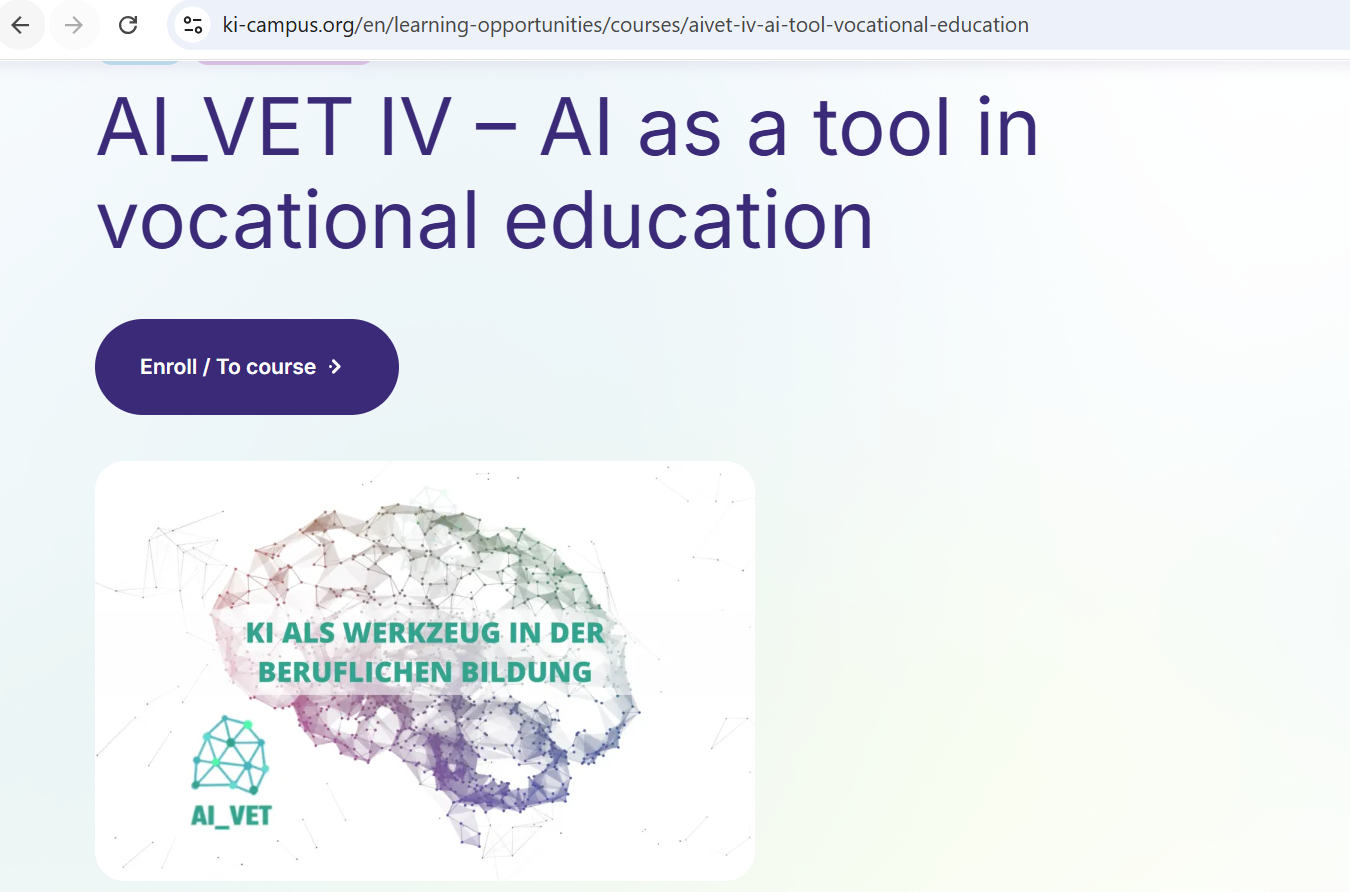 ki-campus.org/en/learning-opportunities/courses/aivet-iv-ai-tool-vocational-education
AI_VET IV – AI as a tool in
vocational education
Enroll / To course
KI ALS WERKZEUG IN DER
BERUFLICHEN BILDUNG
AI_VET